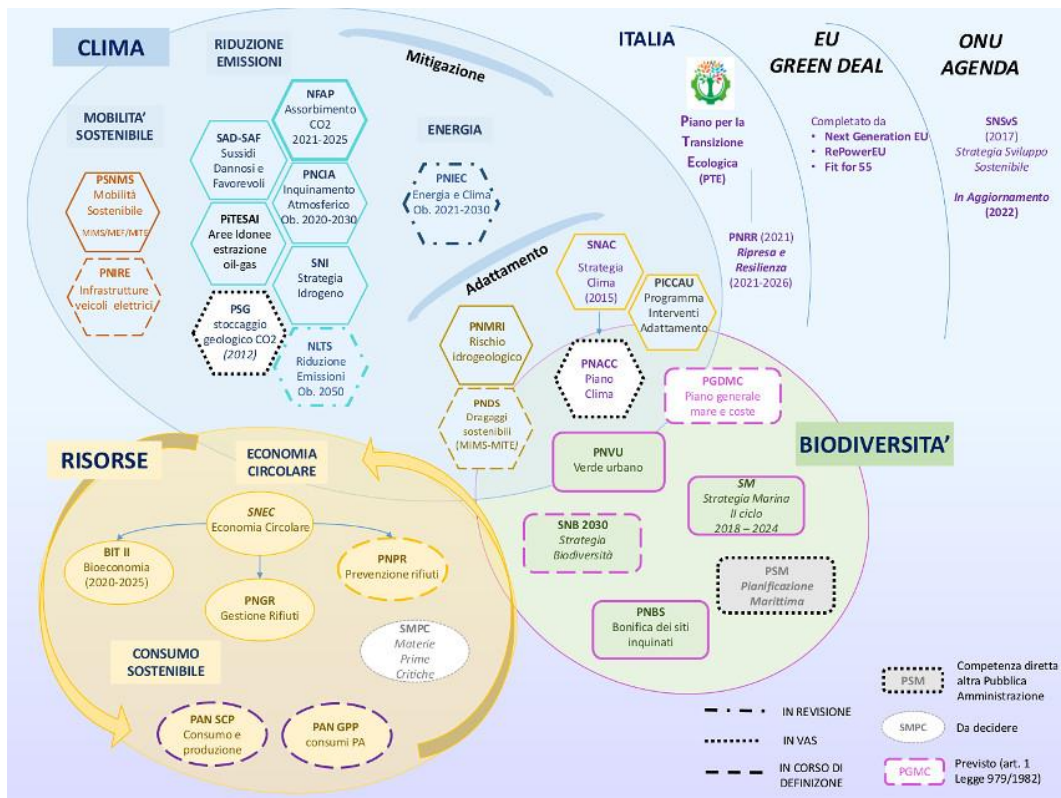 CLIMA
RIDUZIONE
EMISSIONI
Mitigazione
ITALIA
EU
GREEN DEAL
ONU
AGENDA
MOBILITA'
SOSTENIBILE
NFAP
Assorbimento
CO2
2021-2025
SAD-SAF
Sussidi
Dannosi e
Favorevoli
ENERGIA
PNCIA
Inquinamento
Atmosferico
Ob. 2020-2030
PNIEC
Energia e Clima
Ob. 2021-2030
PSNMS
Mobilità
Sostenibile
MIMS/MEF/MITE
PNIRE
Infrastrutture
veicoli elettrici
PiTESAI
Aree Idonee
estrazione
oil-gas
SNI
Strategia
Idrogeno
PSG
stoccaggio
geologico CO2
(2012)
NLTS
Riduzione
Emissioni
Ob. 2050
Piano per la
Transizione
Ecologica
(PTE)
Completato da
• Next Generation EU
• RePowerEU
• Fit for 55
SNSvS
(2017)
Strategia Sviluppo
Sostenibile
In Aggiornamento
(2022)
PNRR (2021)
Ripresa e
Resilienza
(2021-2026)
Adattamento
SNAC
Strategia
Clima
(2015)
PICCAU
Programma
Interventi
Adattamento
PNMRI
Rischio
idrogeologico
PNACC
Piano
Clima
PNDS
Dragaggi
sostenibili
(MiMS-MITE)
PGDMC
Piano generale
mare e coste
BIODIVERSITA'
PNVU
Verde urbano
SM
Strategia Marina
II ciclo
2018 – 2024
SNB 2030
Strategia
Biodiversità
PSM
Pianificazione
Marittima
PNBS
Bonifica dei siti
inquinati
RISORSE
ECONOMIA
CIRCOLARE
SNEC
Economia Circolare
BIT II
Bioeconomia
(2020-2025)
PNPR
Prevenzione rifiuti
PNGR
Gestione Rifiuti
SMPC
Materie
Prime
Critiche
CONSUMO
SOSTENIBILE
PAN SCP
Consumo e
produzione
PAN GPP
consumi PA
IN REVISIONE
IN VAS
IN CORSO DI
DEFINIZONE
PSM
Competenza diretta
altra Pubblica
Amministrazione
SMPC
Da decidere
PGMC
Previsto (art. 1
Legge 979/1982)